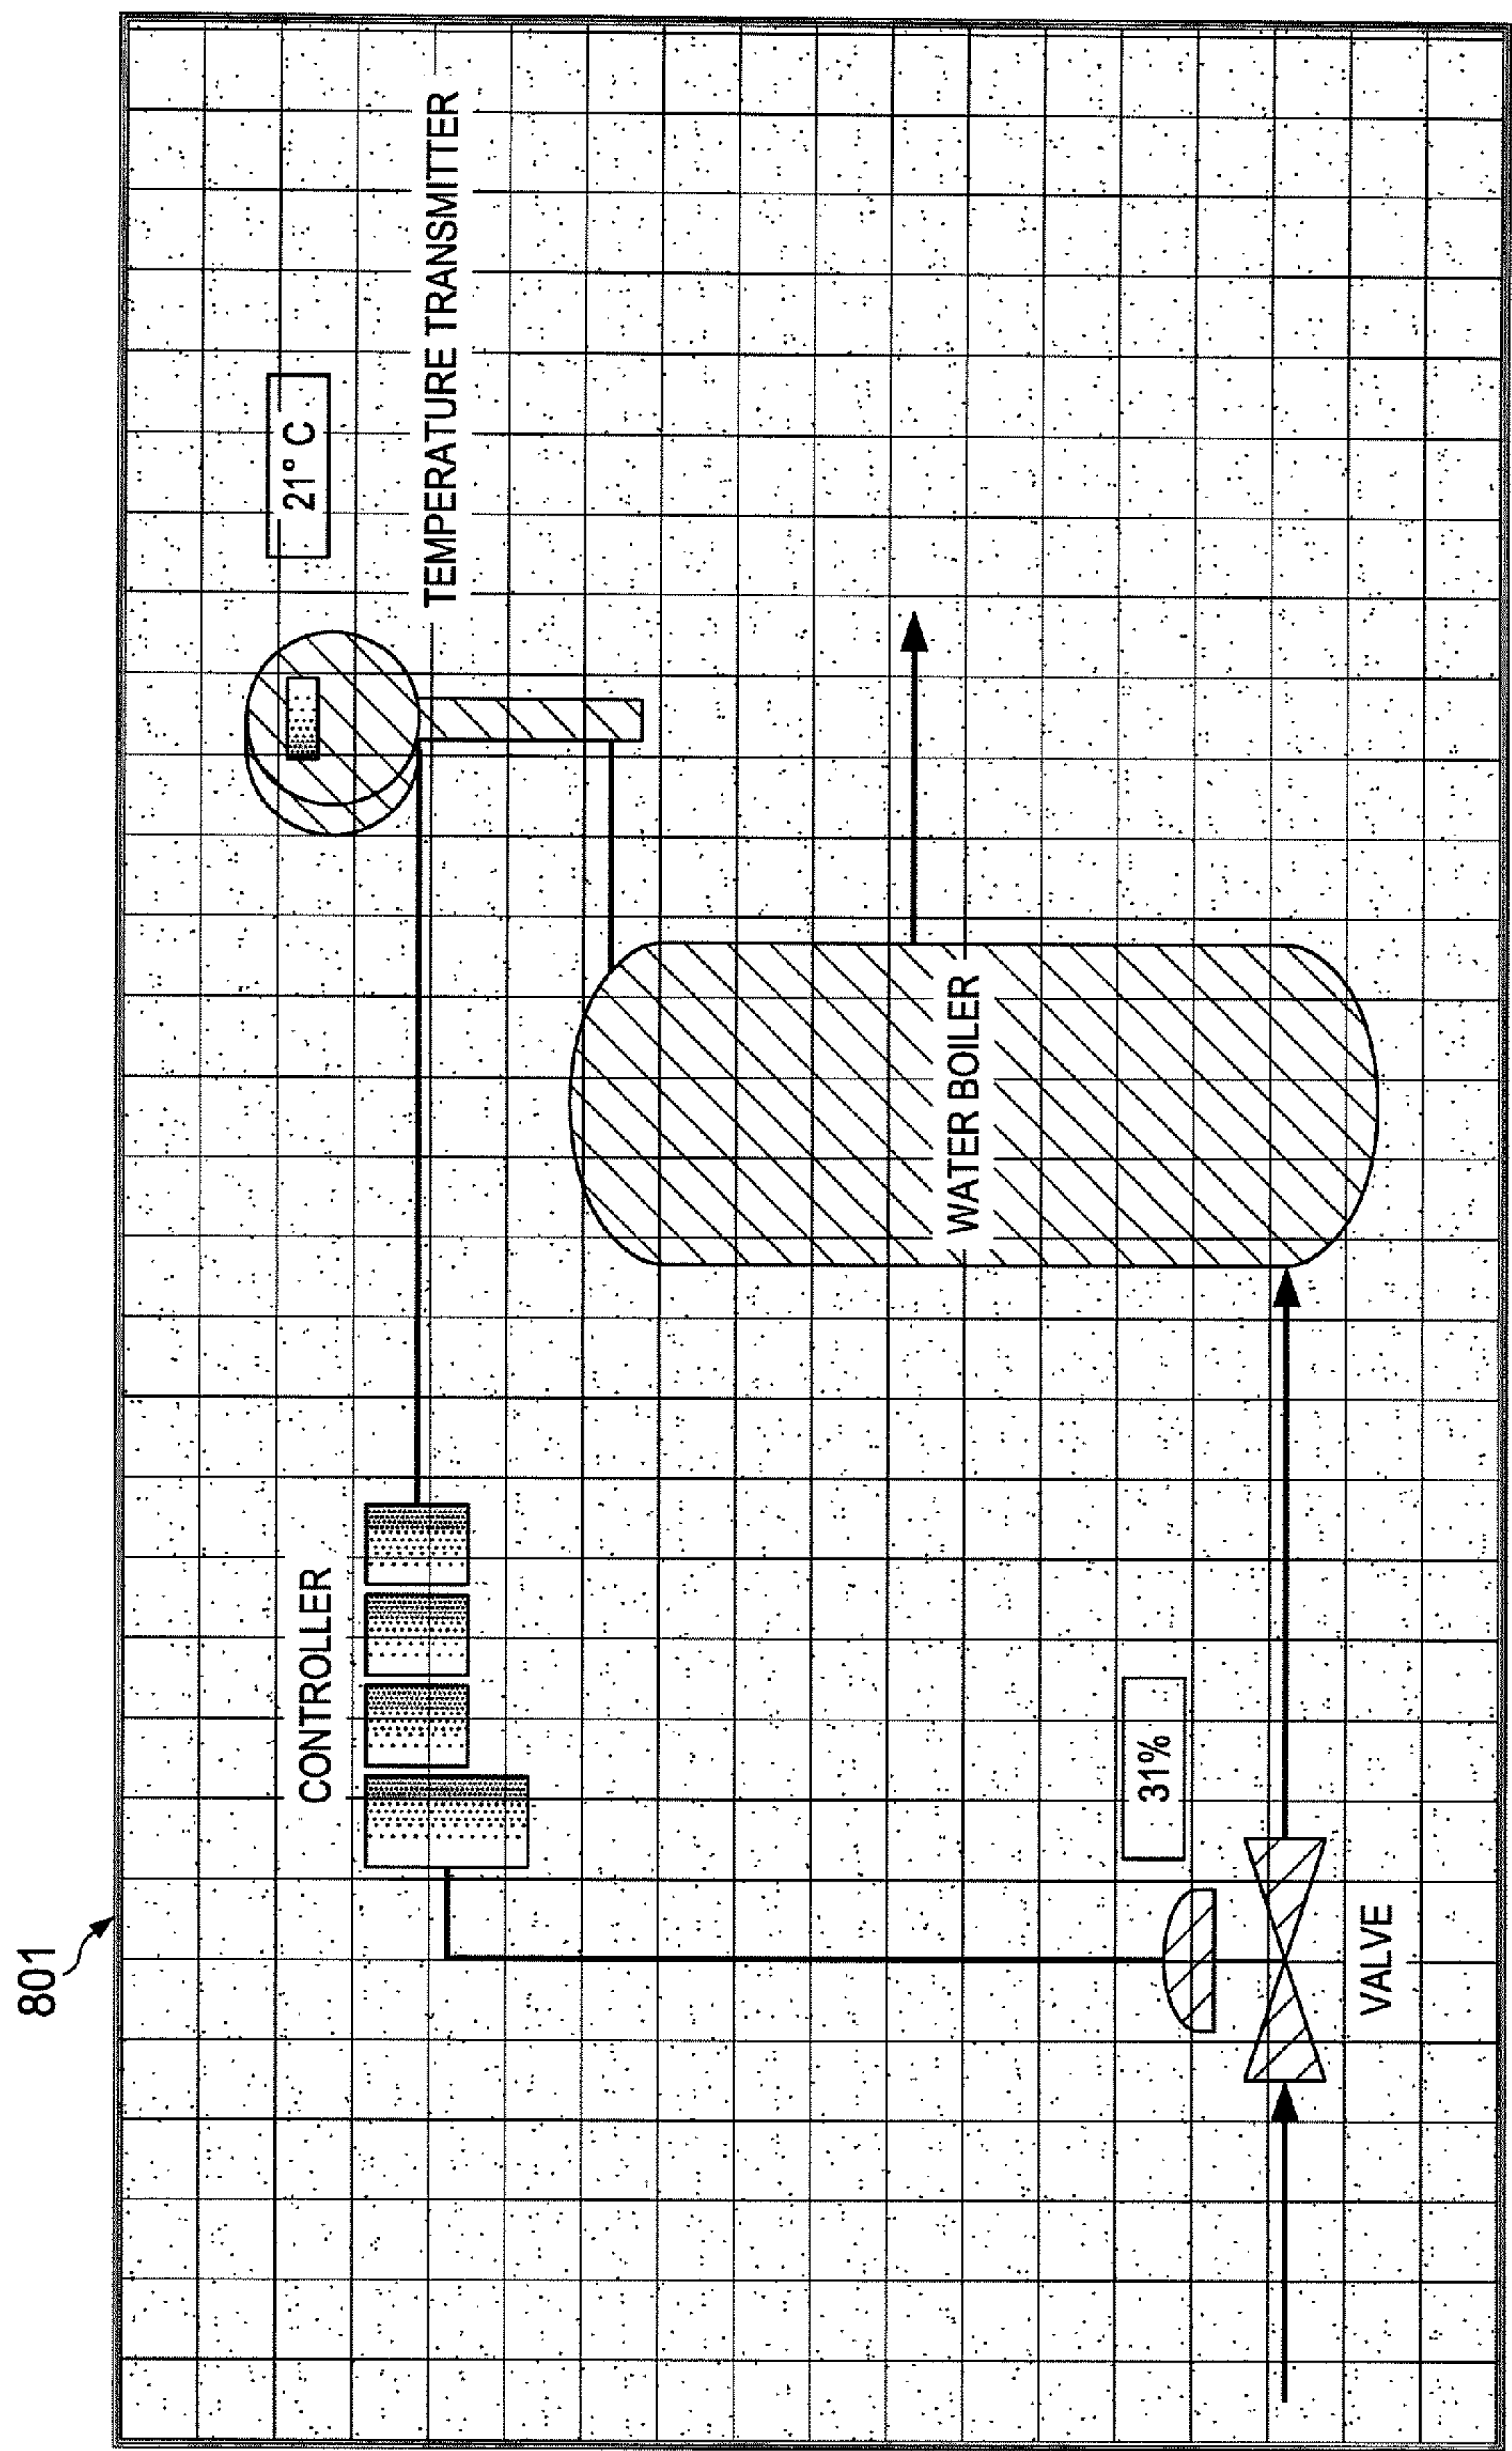 801
CONTROLLER
21° C
TEMPERATURE TRANSMITTER
WATER BOILER
31%
VALVE